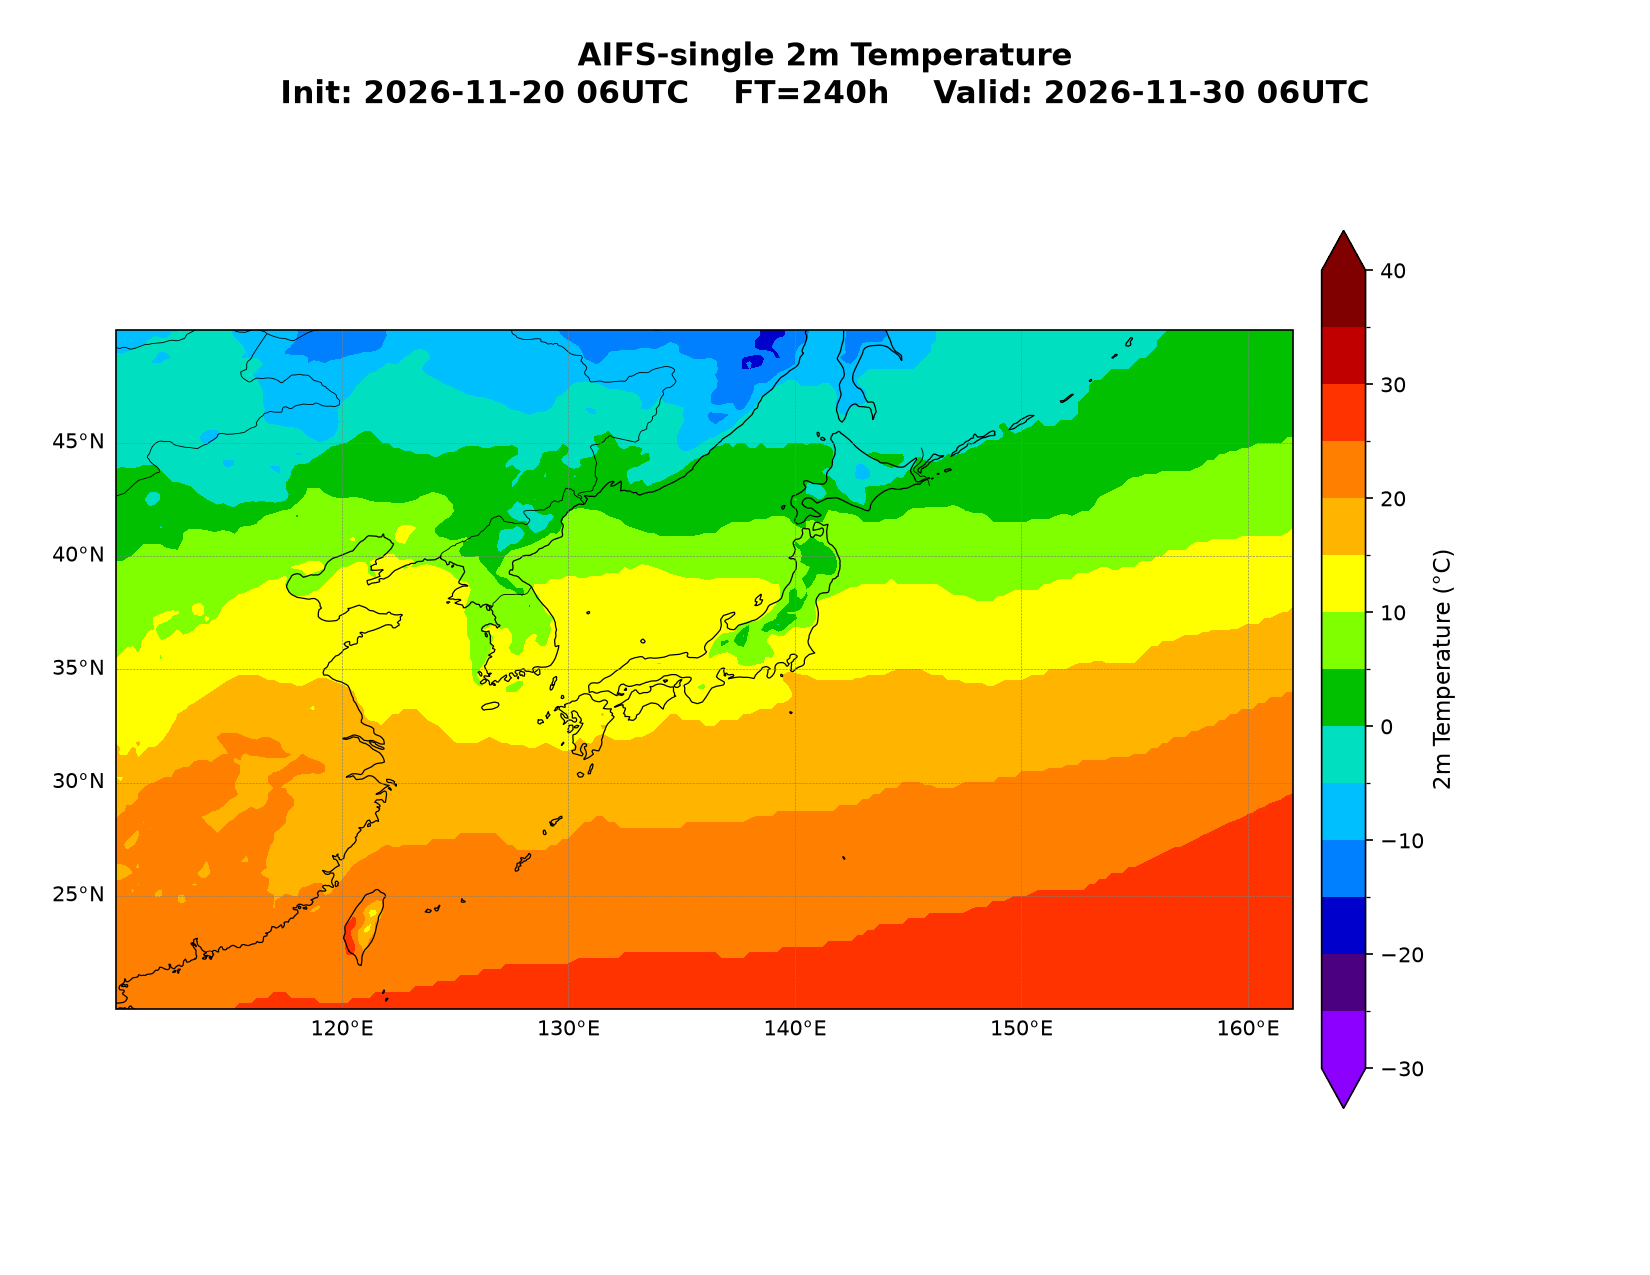 AIFS-single 2m Temperature
Init: 2026-11-20 06UTC    FT=240h    Valid: 2026-11-30 06UTC
45°N
40°N
35°N
30°N
25°N
120°E
130°E
140°E
150°E
160°E
40
30
20
10
0
−10
−20
−30
2m Temperature (°C)